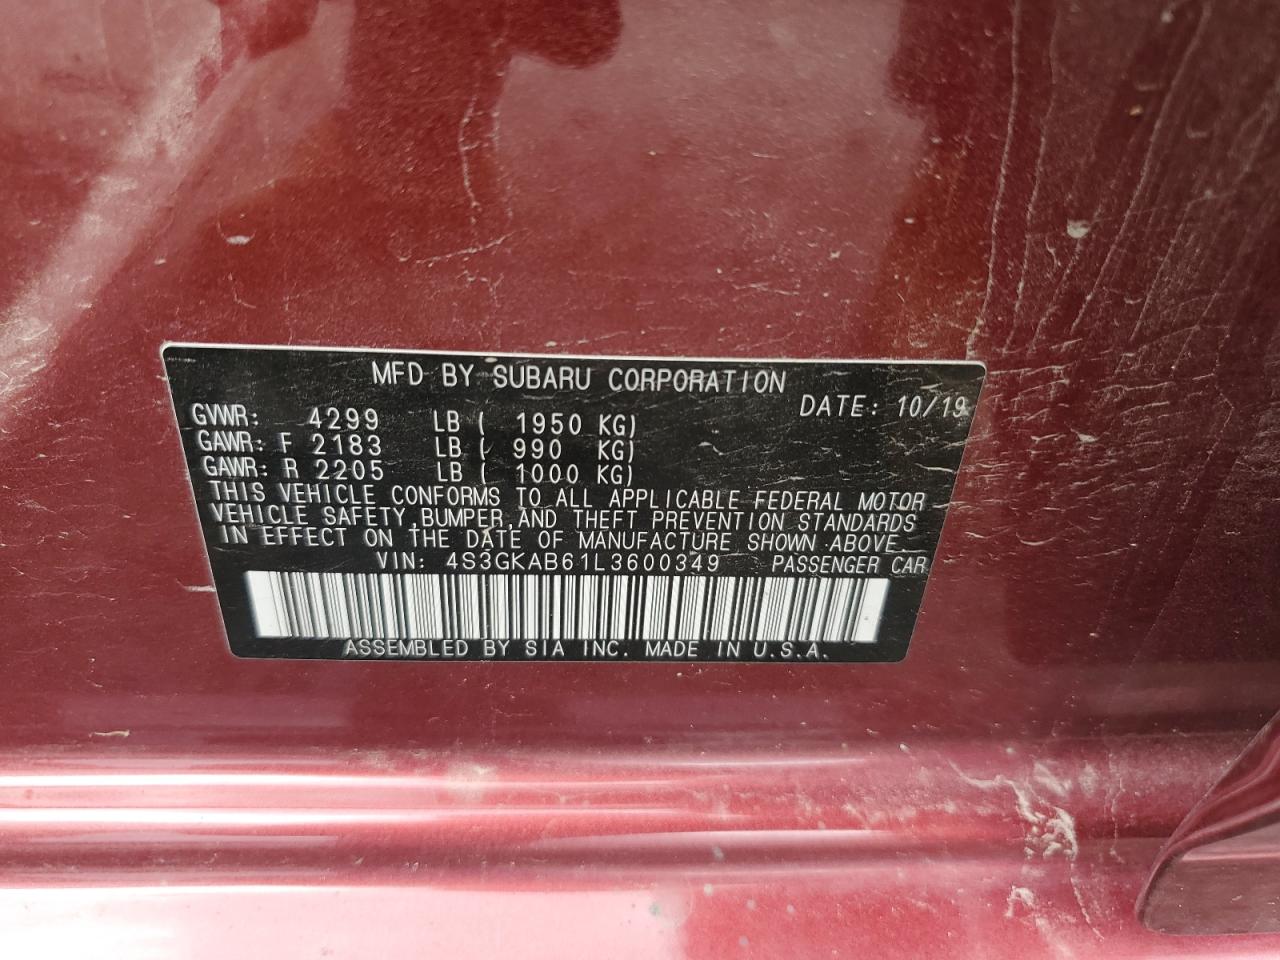 MFD BY SUBARU CORPORATION
DATE: 10/19
GVWR: 4299 LB ( 1950 KG)
GAWR: F 2183 LB ( 990 KG)
GAWR: R 2205 LB ( 1000 KG)
THIS VEHICLE CONFORMS TO ALL APPLICABLE FEDERAL MOTOR
VEHICLE SAFETY, BUMPER, AND THEFT PREVENTION STANDARDS
IN EFFECT ON THE DATE OF MANUFACTURE SHOWN ABOVE
VIN: 4S3GKAB61L3600349 PASSENGER CAR
ASSEMBLED BY SIA INC. MADE IN U.S.A.